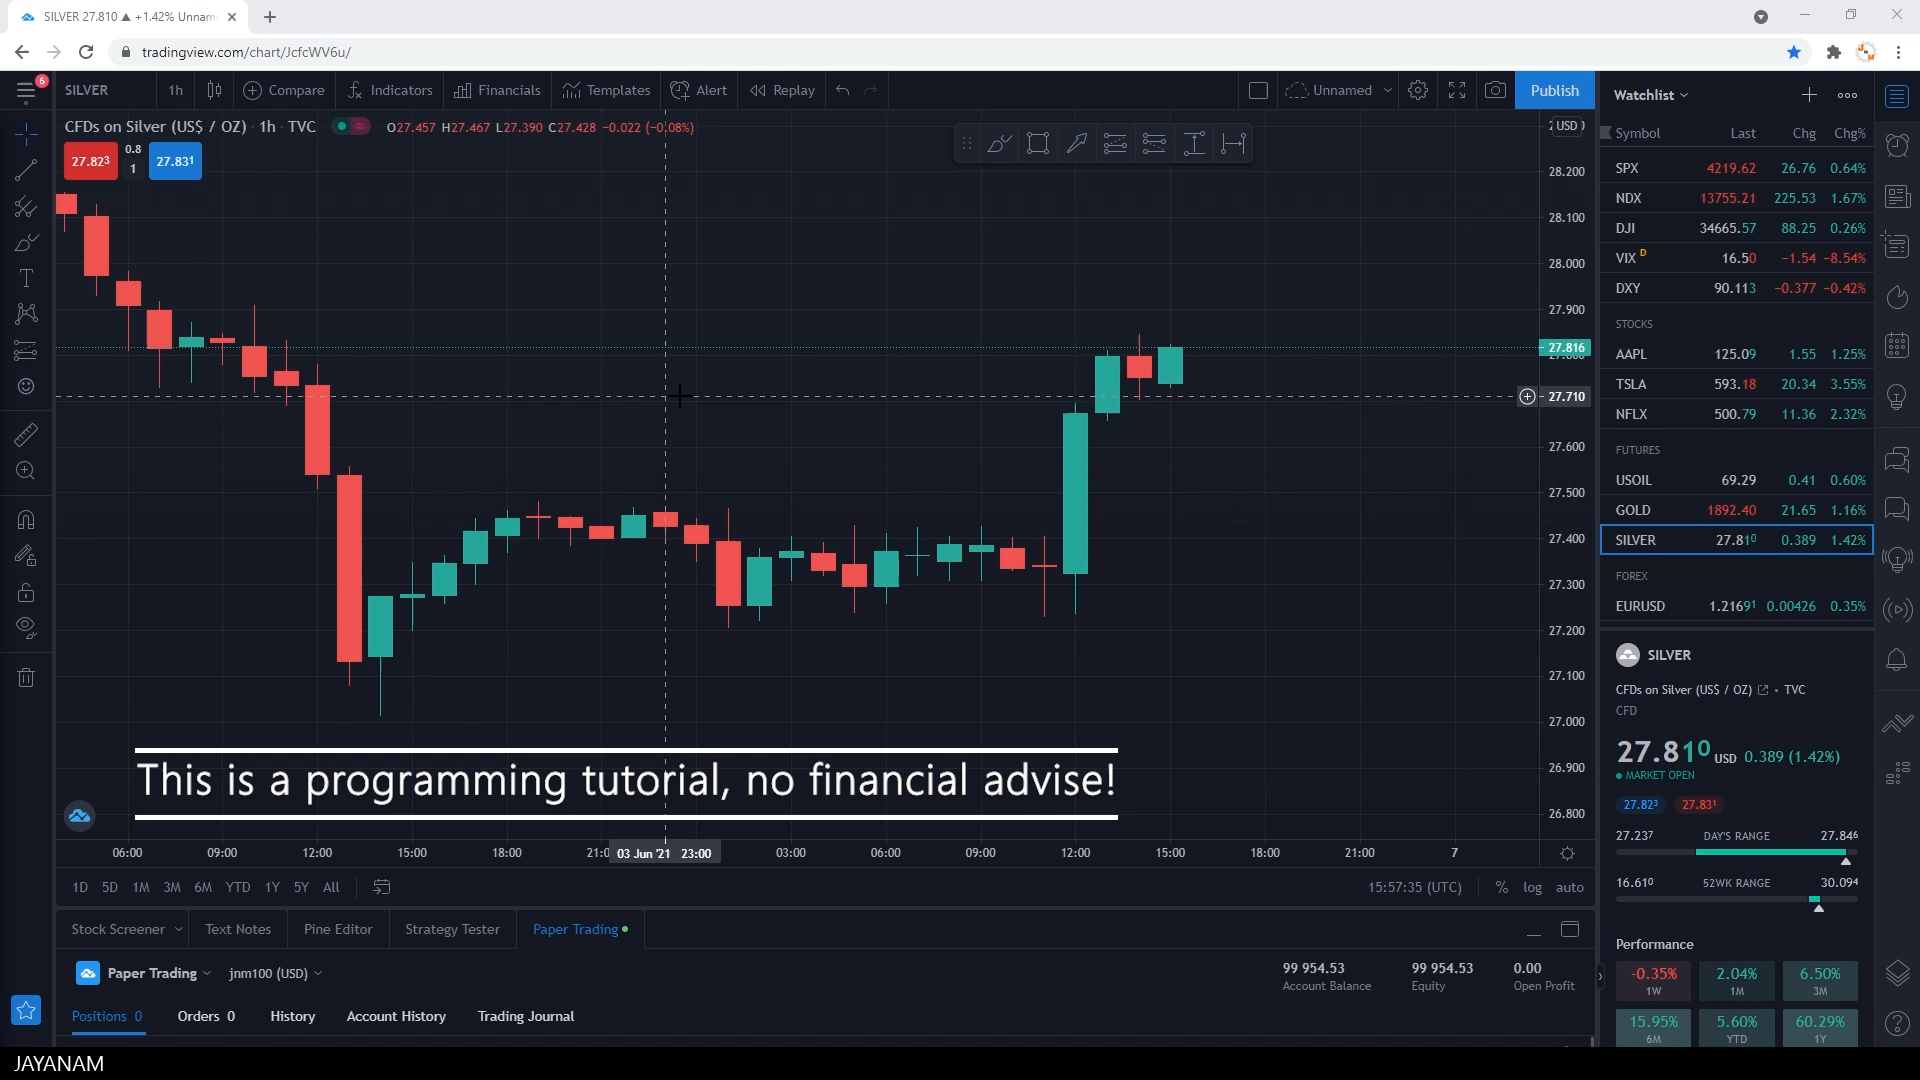 SILVER 27.810 ▲ +1.42% Unnam
tradingview.com/chart/JcfcWV6u/
6
SILVER 1h Compare Indicators Financials Templates Alert Replay Unnamed Publish
CFDs on Silver (US$ / OZ) · 1h · TVC O27.457 H27.467 L27.390 C27.428 −0.022 (−0.08%)
27.823 0.8 1 27.831
USD
28.200
28.100
28.000
27.900
27.816
27.710
27.600
27.500
27.400
27.300
27.200
27.100
27.000
26.900
26.800
This is a programming tutorial, no financial advise!
06:00 09:00 12:00 15:00 18:00 21:0 03 Jun '21 23:00 03:00 06:00 09:00 12:00 15:00 18:00 21:00 7
1D 5D 1M 3M 6M YTD 1Y 5Y All 15:57:35 (UTC) % log auto
Stock Screener Text Notes Pine Editor Strategy Tester Paper Trading
Paper Trading jnm100 (USD)
99 954.53 99 954.53 0.00
Account Balance Equity Open Profit
Positions 0 Orders 0 History Account History Trading Journal
Watchlist
Symbol Last Chg Chg%
SPX 4219.62 26.76 0.64%
NDX 13755.21 225.53 1.67%
DJI 34665.57 88.25 0.26%
VIX D 16.50 −1.54 −8.54%
DXY 90.113 −0.377 −0.42%
STOCKS
AAPL 125.09 1.55 1.25%
TSLA 593.18 20.34 3.55%
NFLX 500.79 11.36 2.32%
FUTURES
USOIL 69.29 0.41 0.60%
GOLD 1892.40 21.65 1.16%
SILVER 27.810 0.389 1.42%
FOREX
EURUSD 1.21691 0.00426 0.35%
SILVER
CFDs on Silver (US$ / OZ) • TVC
CFD
27.810 USD 0.389 (1.42%)
MARKET OPEN
27.823 27.831
27.237 DAY'S RANGE 27.846
16.610 52WK RANGE 30.094
Performance
-0.35% 2.04% 6.50%
1W 1M 3M
15.95% 5.60% 60.29%
6M YTD 1Y
JAYANAM